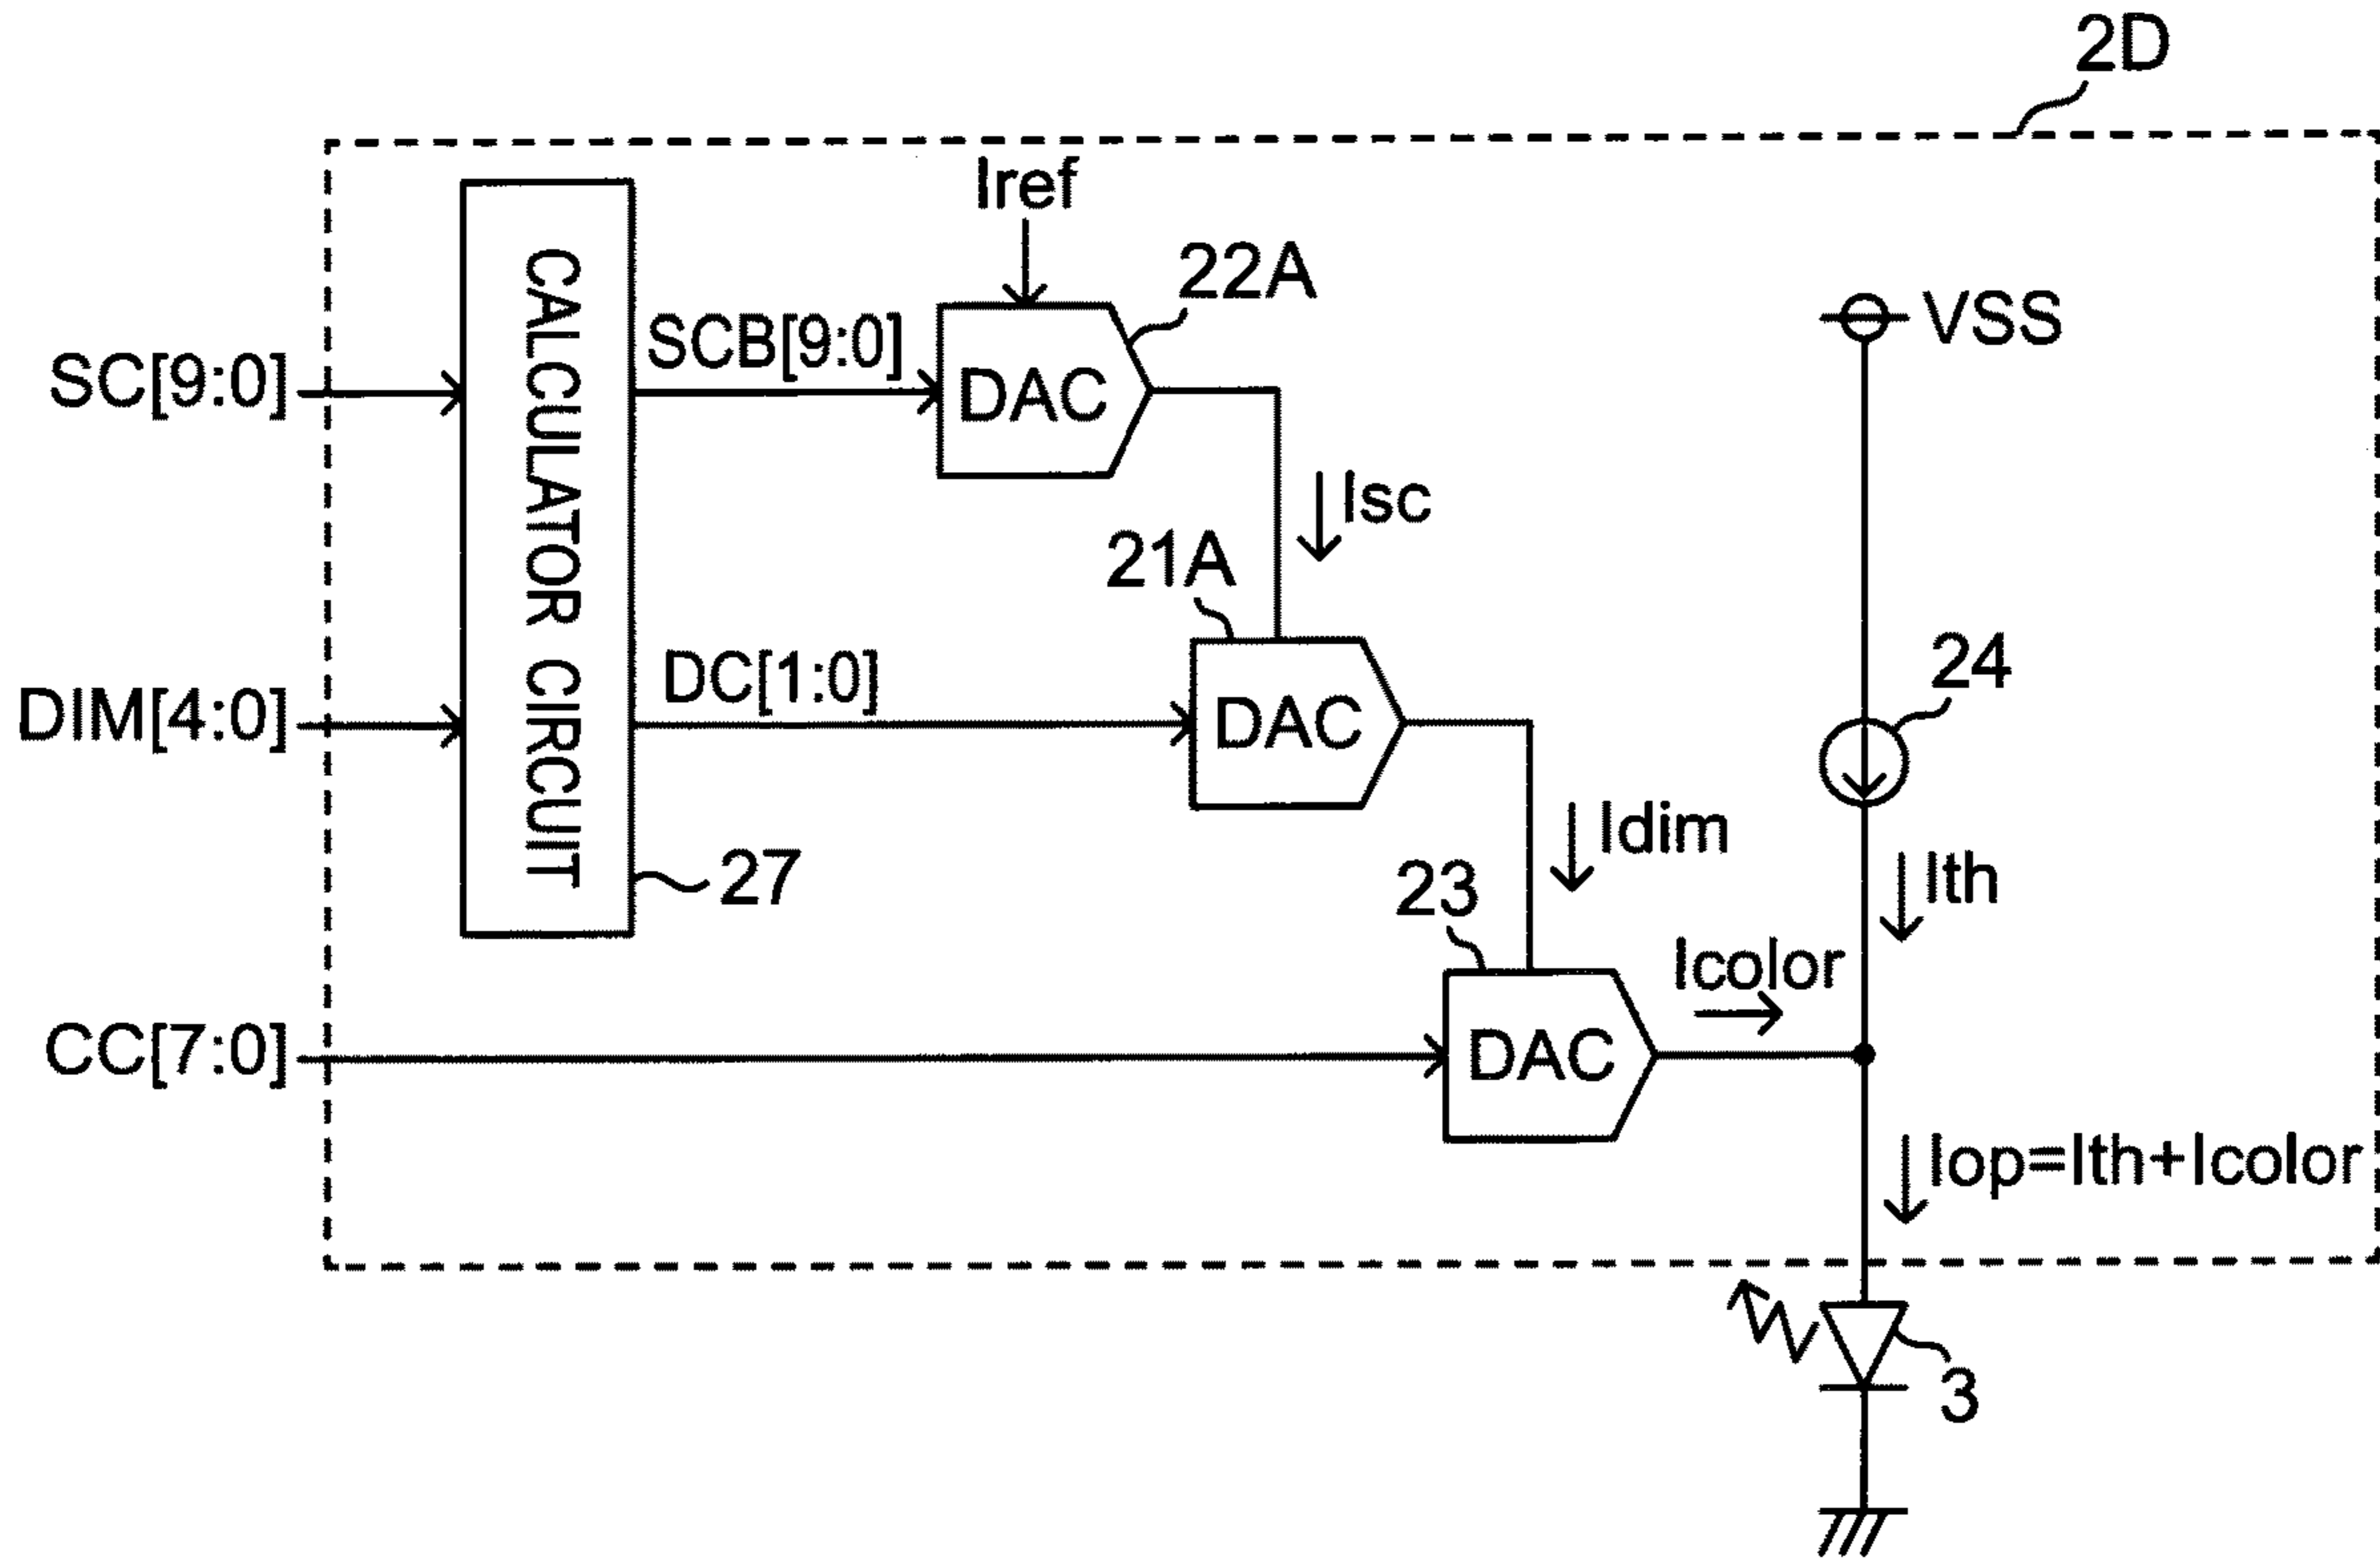 2D
Iref
22A
VSS
SC[9:0]
SCB[9:0]
DAC
CALCULATOR CIRCUIT
Isc
21A
24
DIM[4:0]
DC[1:0]
DAC
Idim
27
23
Ith
Icolor
CC[7:0]
DAC
Iop=Ith+Icolor
3